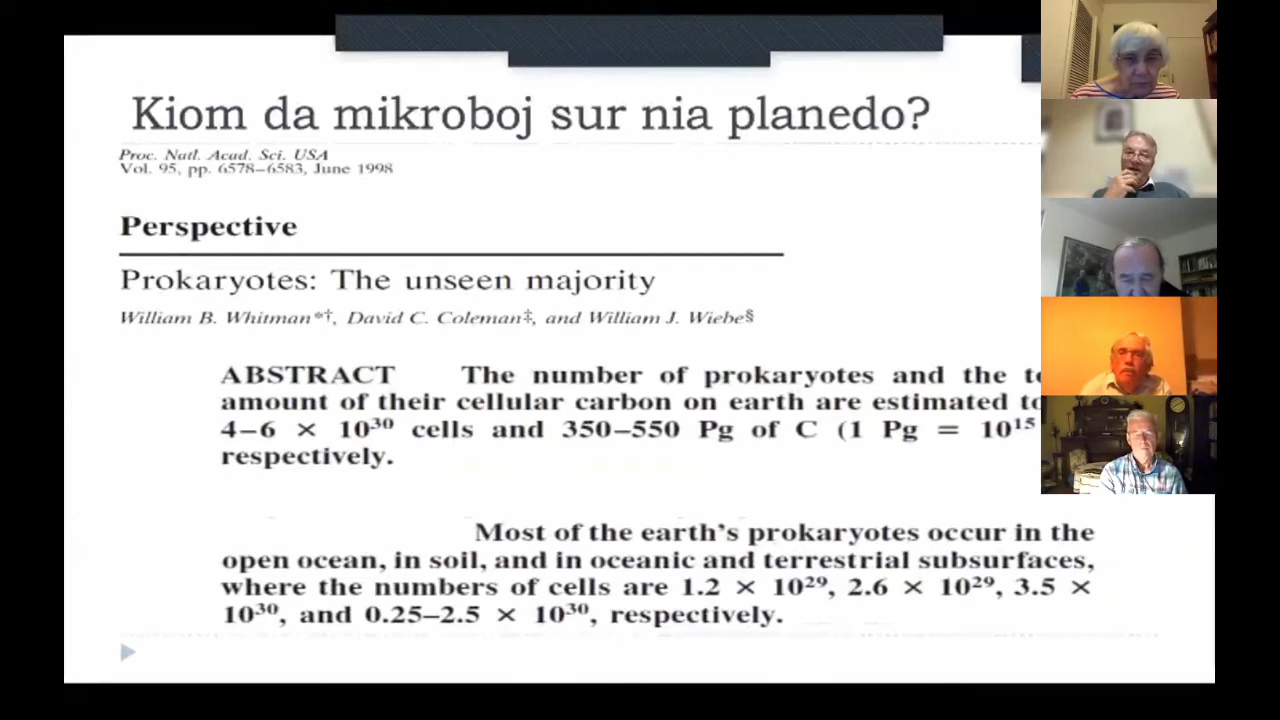 Kiom da mikroboj sur nia planedo?
Proc. Natl. Acad. Sci. USA
Vol. 95, pp. 6578–6583, June 1998
Perspective
Prokaryotes: The unseen majority
William B. Whitman*†, David C. Coleman‡, and William J. Wiebe§
ABSTRACT The number of prokaryotes and the
amount of their cellular carbon on earth are estimated
4–6 × 10³⁰ cells and 350–550 Pg of C (1 Pg = 10¹⁵
respectively.
Most of the earth's prokaryotes occur in the
open ocean, in soil, and in oceanic and terrestrial subsurfaces,
where the numbers of cells are 1.2 × 10²⁹, 2.6 × 10²⁹, 3.5 ×
10³⁰, and 0.25–2.5 × 10³⁰, respectively.